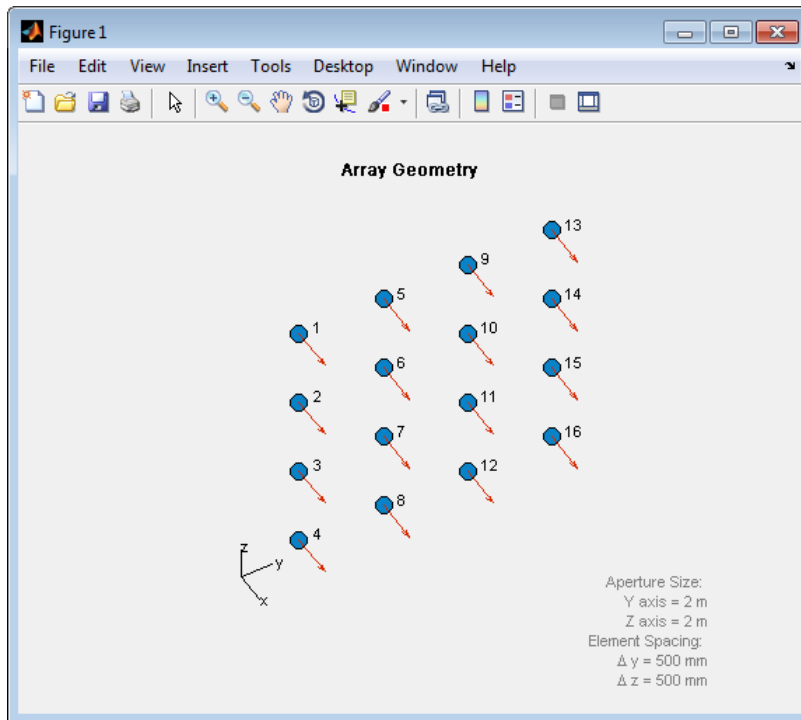 Figure 1
File Edit View Insert Tools Desktop Window Help
Array Geometry
13
9
5
14
1
10
6
15
2
11
7
16
3
12
8
4
z
y
x
Aperture Size:
Y axis = 2 m
Z axis = 2 m
Element Spacing:
Δ y = 500 mm
Δ z = 500 mm